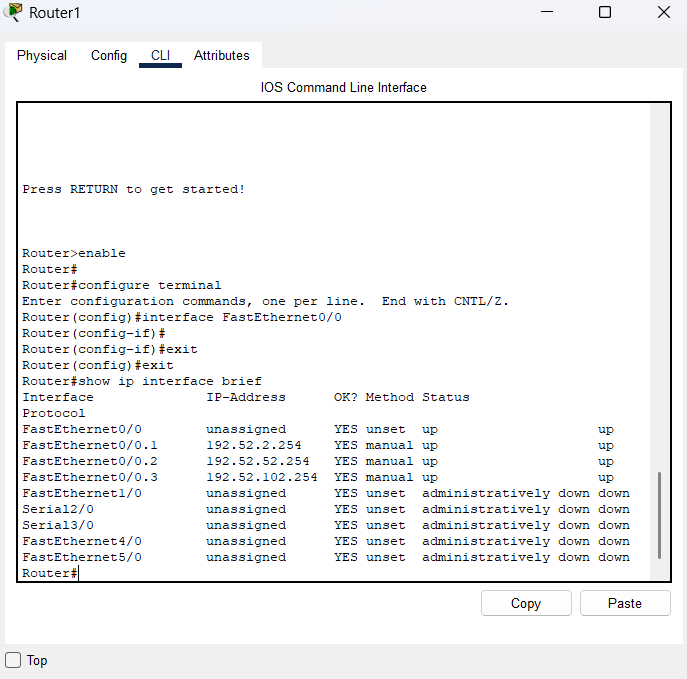 Router1
Physical Config CLI Attributes
IOS Command Line Interface
Press RETURN to get started!
Router>enable
Router#
Router#configure terminal
Enter configuration commands, one per line.  End with CNTL/Z.
Router(config)#interface FastEthernet0/0
Router(config-if)#
Router(config-if)#exit
Router(config)#exit
Router#show ip interface brief
Interface              IP-Address      OK? Method Status
Protocol
FastEthernet0/0        unassigned      YES unset  up                    up
FastEthernet0/0.1      192.52.2.254    YES manual up                    up
FastEthernet0/0.2      192.52.52.254   YES manual up                    up
FastEthernet0/0.3      192.52.102.254  YES manual up                    up
FastEthernet1/0        unassigned      YES unset  administratively down down
Serial2/0              unassigned      YES unset  administratively down down
Serial3/0              unassigned      YES unset  administratively down down
FastEthernet4/0        unassigned      YES unset  administratively down down
FastEthernet5/0        unassigned      YES unset  administratively down down
Router#
Copy Paste
Top